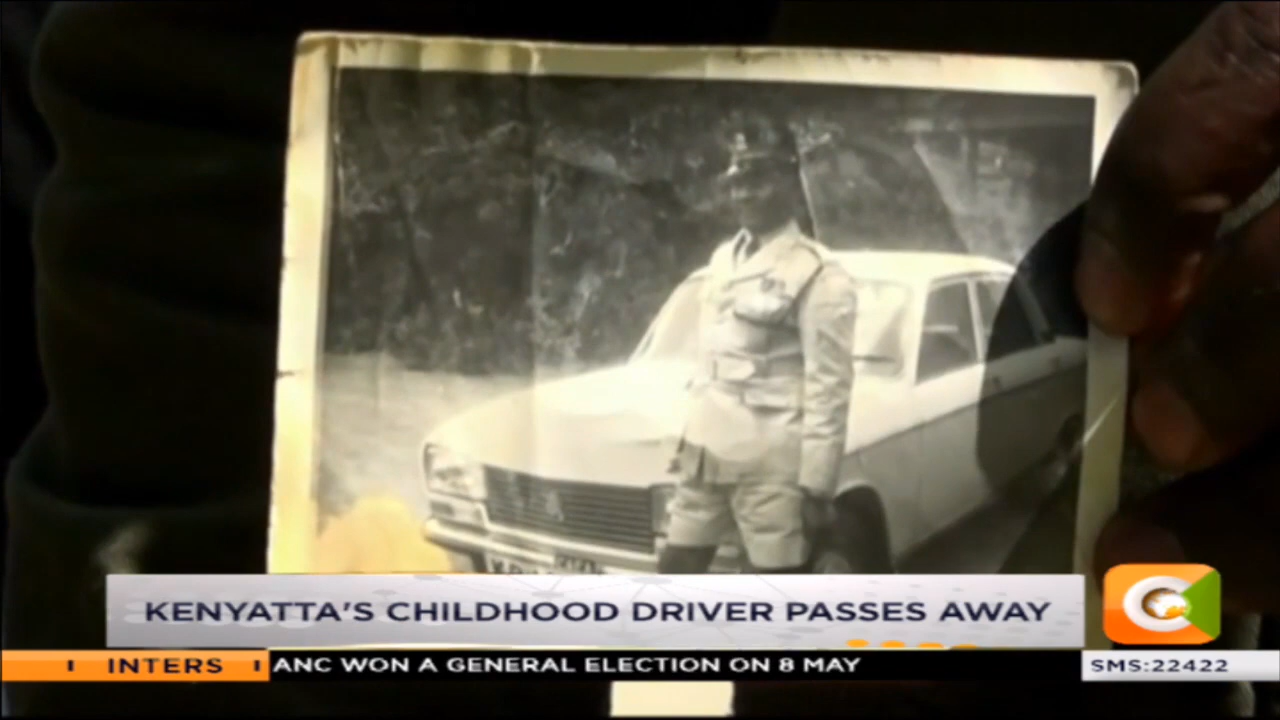 KENYATTA'S CHILDHOOD DRIVER PASSES AWAY
INTERS
ANC WON A GENERAL ELECTION ON 8 MAY
SMS:22422